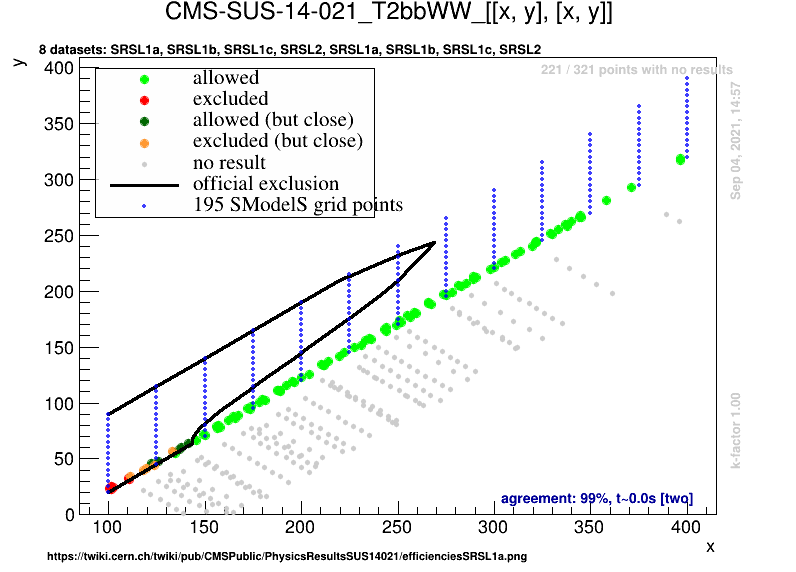 CMS-SUS-14-021_T2bbWW_[[x, y], [x, y]]
8 datasets: SRSL1a, SRSL1b, SRSL1c, SRSL2, SRSL1a, SRSL1b, SRSL1c, SRSL2
y
221 / 321 points with no results
allowed
excluded
allowed (but close)
excluded (but close)
no result
official exclusion
195 SModelS grid points
Sep 04, 2021, 14:57
k-factor 1.00
400
350
300
250
200
150
100
50
0
agreement: 99%, t~0.0s [two]
100 150 200 250 300 350 400
x
https://twiki.cern.ch/twiki/pub/CMSPublic/PhysicsResultsSUS14021/efficienciesSRSL1a.png